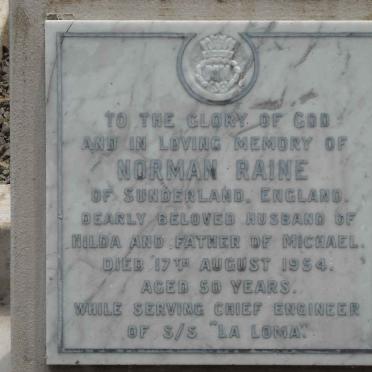 MN
TO THE GLORY OF GOD
AND IN LOVING MEMORY OF
NORMAN RAINE
OF SUNDERLAND, ENGLAND.
DEARLY BELOVED HUSBAND OF
HILDA AND FATHER OF MICHAEL.
DIED 17TH AUGUST 1954.
AGED 50 YEARS.
WHILE SERVING CHIEF ENGINEER
OF S/S "LA LOMA".